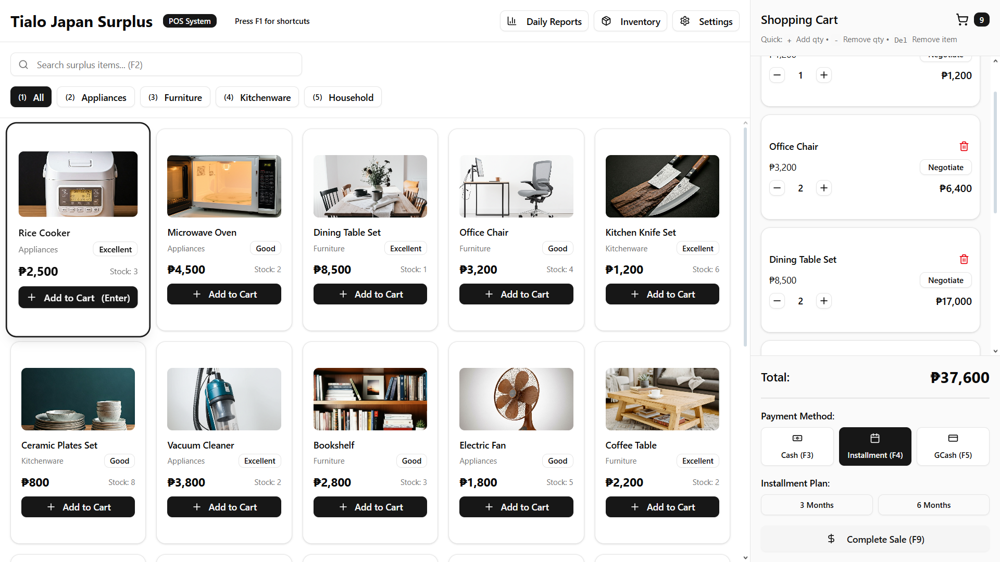 Tialo Japan Surplus
POS System
Press F1 for shortcuts
Daily Reports
Inventory
Settings
Search surplus items... (F2)
(1) All
(2) Appliances
(3) Furniture
(4) Kitchenware
(5) Household
Rice Cooker
Appliances
Excellent
₱2,500
Stock: 3
Add to Cart (Enter)
Microwave Oven
Appliances
Good
₱4,500
Stock: 2
Add to Cart
Dining Table Set
Furniture
Excellent
₱8,500
Stock: 1
Add to Cart
Office Chair
Furniture
Good
₱3,200
Stock: 4
Add to Cart
Kitchen Knife Set
Kitchenware
Excellent
₱1,200
Stock: 6
Add to Cart
Ceramic Plates Set
Kitchenware
Good
₱800
Stock: 8
Add to Cart
Vacuum Cleaner
Appliances
Excellent
₱3,800
Stock: 2
Add to Cart
Bookshelf
Furniture
Good
₱2,800
Stock: 3
Add to Cart
Electric Fan
Appliances
Good
₱1,800
Stock: 5
Add to Cart
Coffee Table
Furniture
Excellent
₱2,200
Stock: 2
Add to Cart
Shopping Cart
9
Quick: + Add qty • - Remove qty • Del Remove item
₱1,200
Negotiate
1
₱1,200
Office Chair
₱3,200
Negotiate
2
₱6,400
Dining Table Set
₱8,500
Negotiate
2
₱17,000
Total:
₱37,600
Payment Method:
Cash (F3)
Installment (F4)
GCash (F5)
Installment Plan:
3 Months
6 Months
$ Complete Sale (F9)